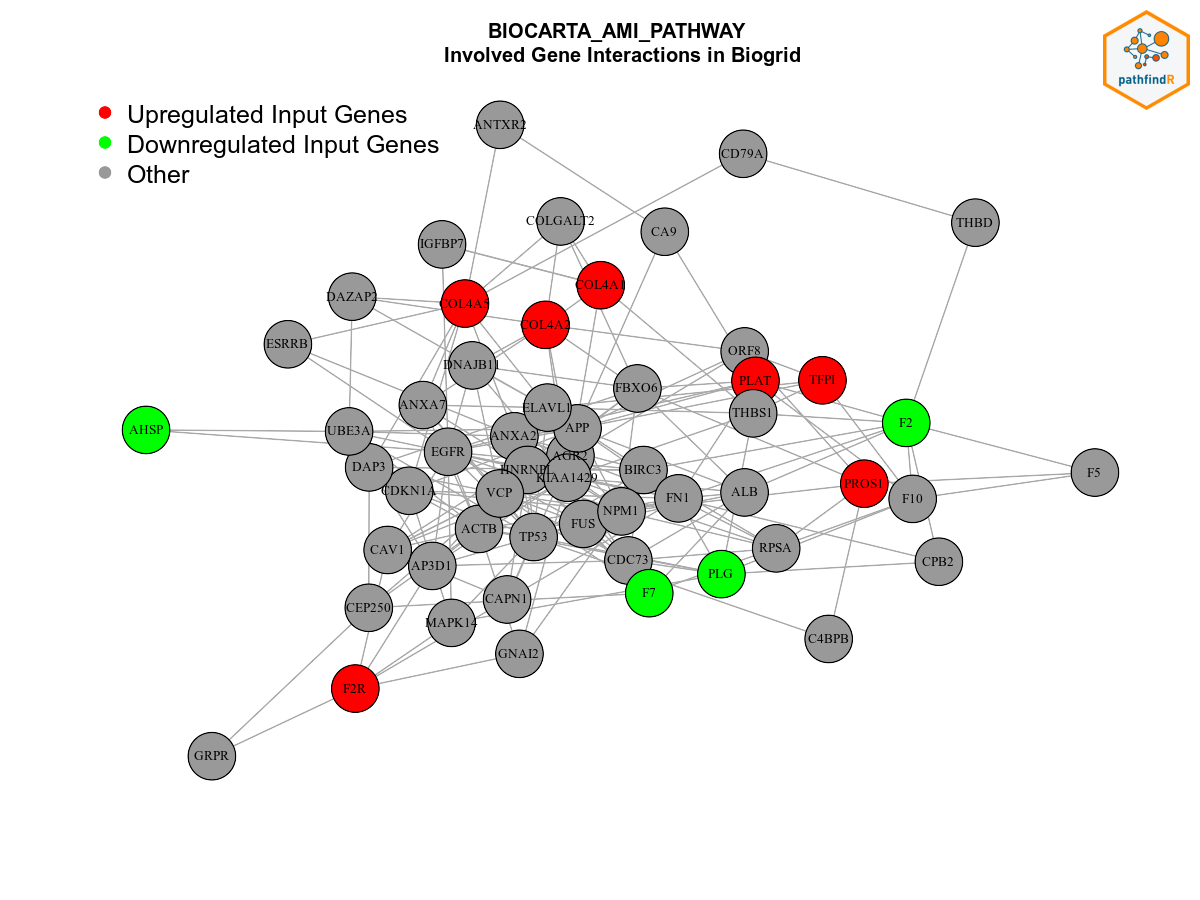 BIOCARTA_AMI_PATHWAY
Involved Gene Interactions in Biogrid
pathfindR
Upregulated Input Genes
Downregulated Input Genes
Other
ANTXR2
CD79A
COLGALT2
THBD
CA9
IGFBP7
COL4A1
DAZAP2
COL4A5
COL4A2
ESRRB
ORF8
DNAJB11
PLAT
TFPI
FBXO6
ANXA7
ELAVL1
THBS1
F2
AHSP
UBE3A
APP
ANXA2
EGFR
AGR2
DAP3
BIRC3
F5
KIAA1429
PROS1
CDKN1A
VCP
ALB
FN1
F10
NPM1
FUS
ACTB
TP53
CAV1
RPSA
CDC73
CPB2
AP3D1
PLG
F7
CAPN1
CEP250
MAPK14
C4BPB
GNAI2
F2R
GRPR